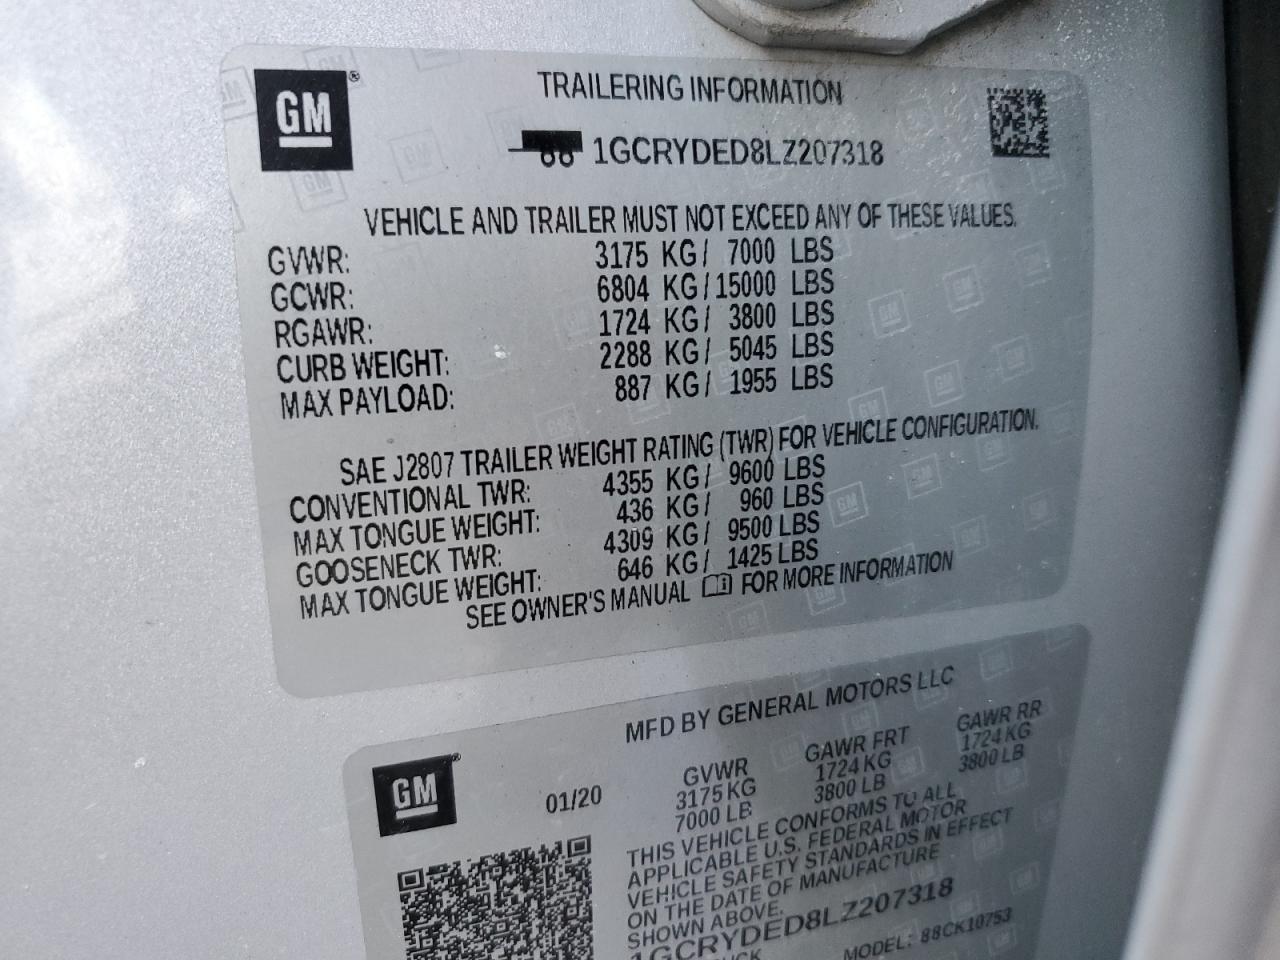 GM ® TRAILERING INFORMATION
1GCRYDED8LZ207318
VEHICLE AND TRAILER MUST NOT EXCEED ANY OF THESE VALUES.
GVWR: 3175 KG/ 7000 LBS
GCWR: 6804 KG/15000 LBS
RGAWR: 1724 KG/ 3800 LBS
CURB WEIGHT: 2288 KG/ 5045 LBS
MAX PAYLOAD: 887 KG/ 1955 LBS
SAE J2807 TRAILER WEIGHT RATING (TWR) FOR VEHICLE CONFIGURATION.
CONVENTIONAL TWR: 4355 KG/ 9600 LBS
MAX TONGUE WEIGHT: 436 KG/ 960 LBS
GOOSENECK TWR: 4309 KG/ 9500 LBS
MAX TONGUE WEIGHT: 646 KG/ 1425 LBS
SEE OWNER'S MANUAL FOR MORE INFORMATION
MFD BY GENERAL MOTORS LLC
GM ® 01/20
GVWR GAWR FRT GAWR RR
3175 KG 1724 KG 1724 KG
7000 LB 3800 LB 3800 LB
THIS VEHICLE CONFORMS TO ALL
APPLICABLE U.S. FEDERAL MOTOR
VEHICLE SAFETY STANDARDS IN EFFECT
ON THE DATE OF MANUFACTURE
SHOWN ABOVE.
1GCRYDED8LZ207318
MODEL: 88CK10753